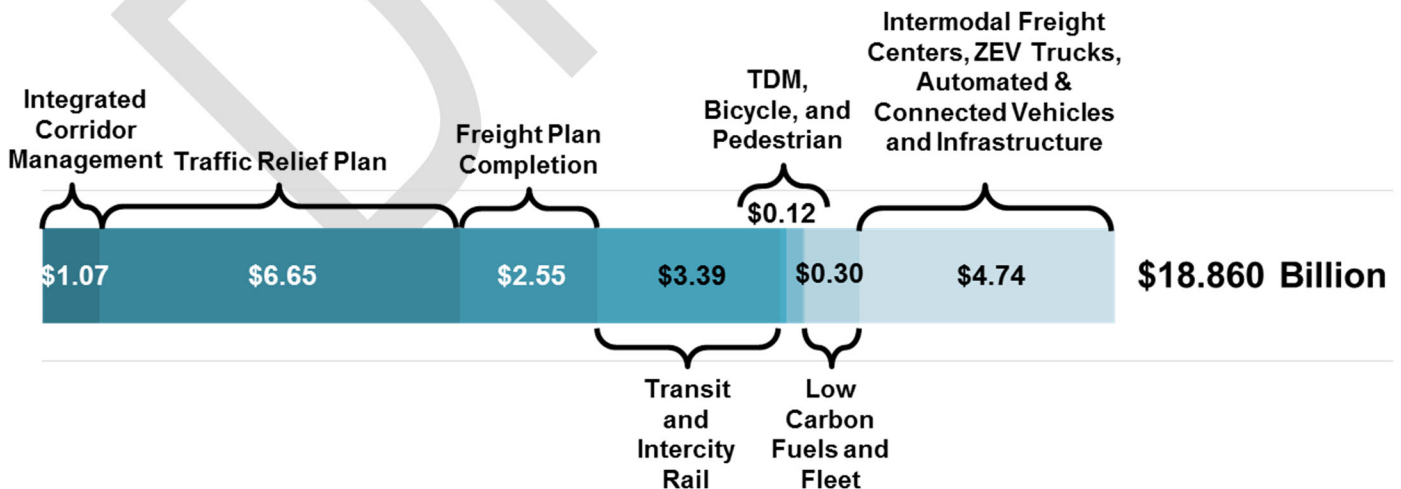 Intermodal Freight
Centers, ZEV Trucks,
Automated &
Connected Vehicles
and Infrastructure
TDM,
Bicycle, and
Pedestrian
Integrated
Corridor
Management
Traffic Relief Plan
Freight Plan
Completion
$0.12
$1.07
$6.65
$2.55
$3.39
$0.30
$4.74
$18.860 Billion
Transit
and
Intercity
Rail
Low
Carbon
Fuels and
Fleet